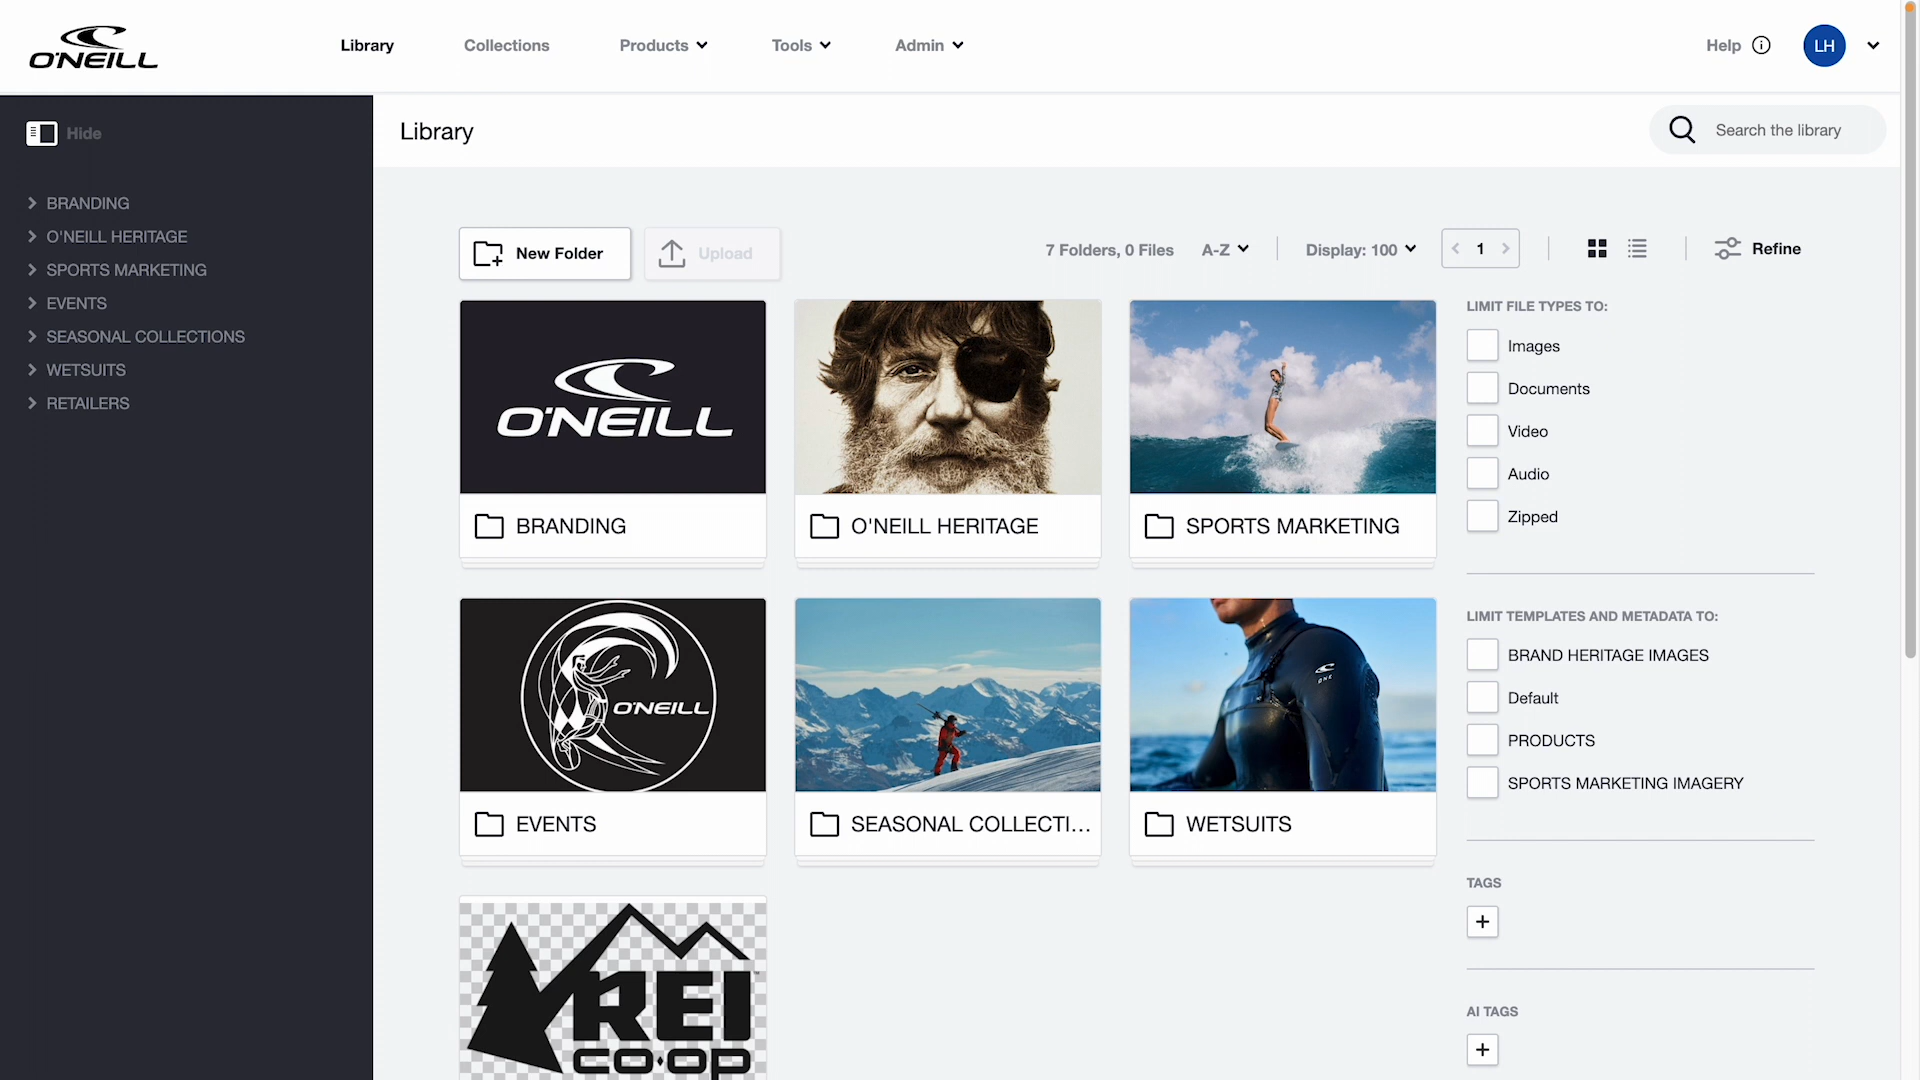 O'NEILL
Library
Collections
Products
Tools
Admin
Help
LH
Hide
BRANDING
O'NEILL HERITAGE
SPORTS MARKETING
EVENTS
SEASONAL COLLECTIONS
WETSUITS
RETAILERS
Library
Search the library
New Folder
Upload
7 Folders, 0 Files
A-Z
Display: 100
1
Refine
O'NEILL
BRANDING
O'NEILL HERITAGE
SPORTS MARKETING
O'NEILL
EVENTS
SEASONAL COLLECTI...
ONE
WETSUITS
REI
CO·OP
LIMIT FILE TYPES TO:
Images
Documents
Video
Audio
Zipped
LIMIT TEMPLATES AND METADATA TO:
BRAND HERITAGE IMAGES
Default
PRODUCTS
SPORTS MARKETING IMAGERY
TAGS
+
AI TAGS
+